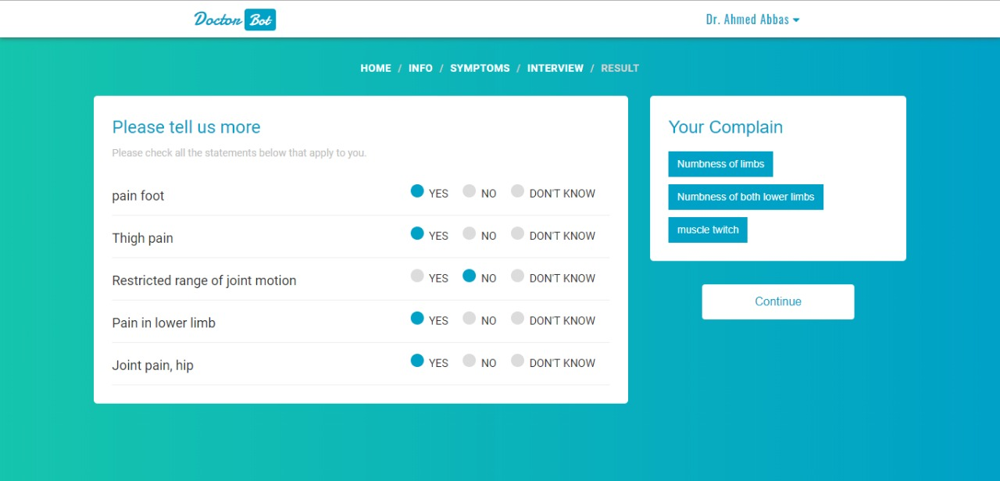 Doctor Bot
Dr. Ahmed Abbas
HOME / INFO / SYMPTOMS / INTERVIEW / RESULT
Please tell us more
Please check all the statements below that apply to you.
pain foot YES NO DON'T KNOW
Thigh pain YES NO DON'T KNOW
Restricted range of joint motion YES NO DON'T KNOW
Pain in lower limb YES NO DON'T KNOW
Joint pain, hip YES NO DON'T KNOW
Your Complain
Numbness of limbs
Numbness of both lower limbs
muscle twitch
Continue